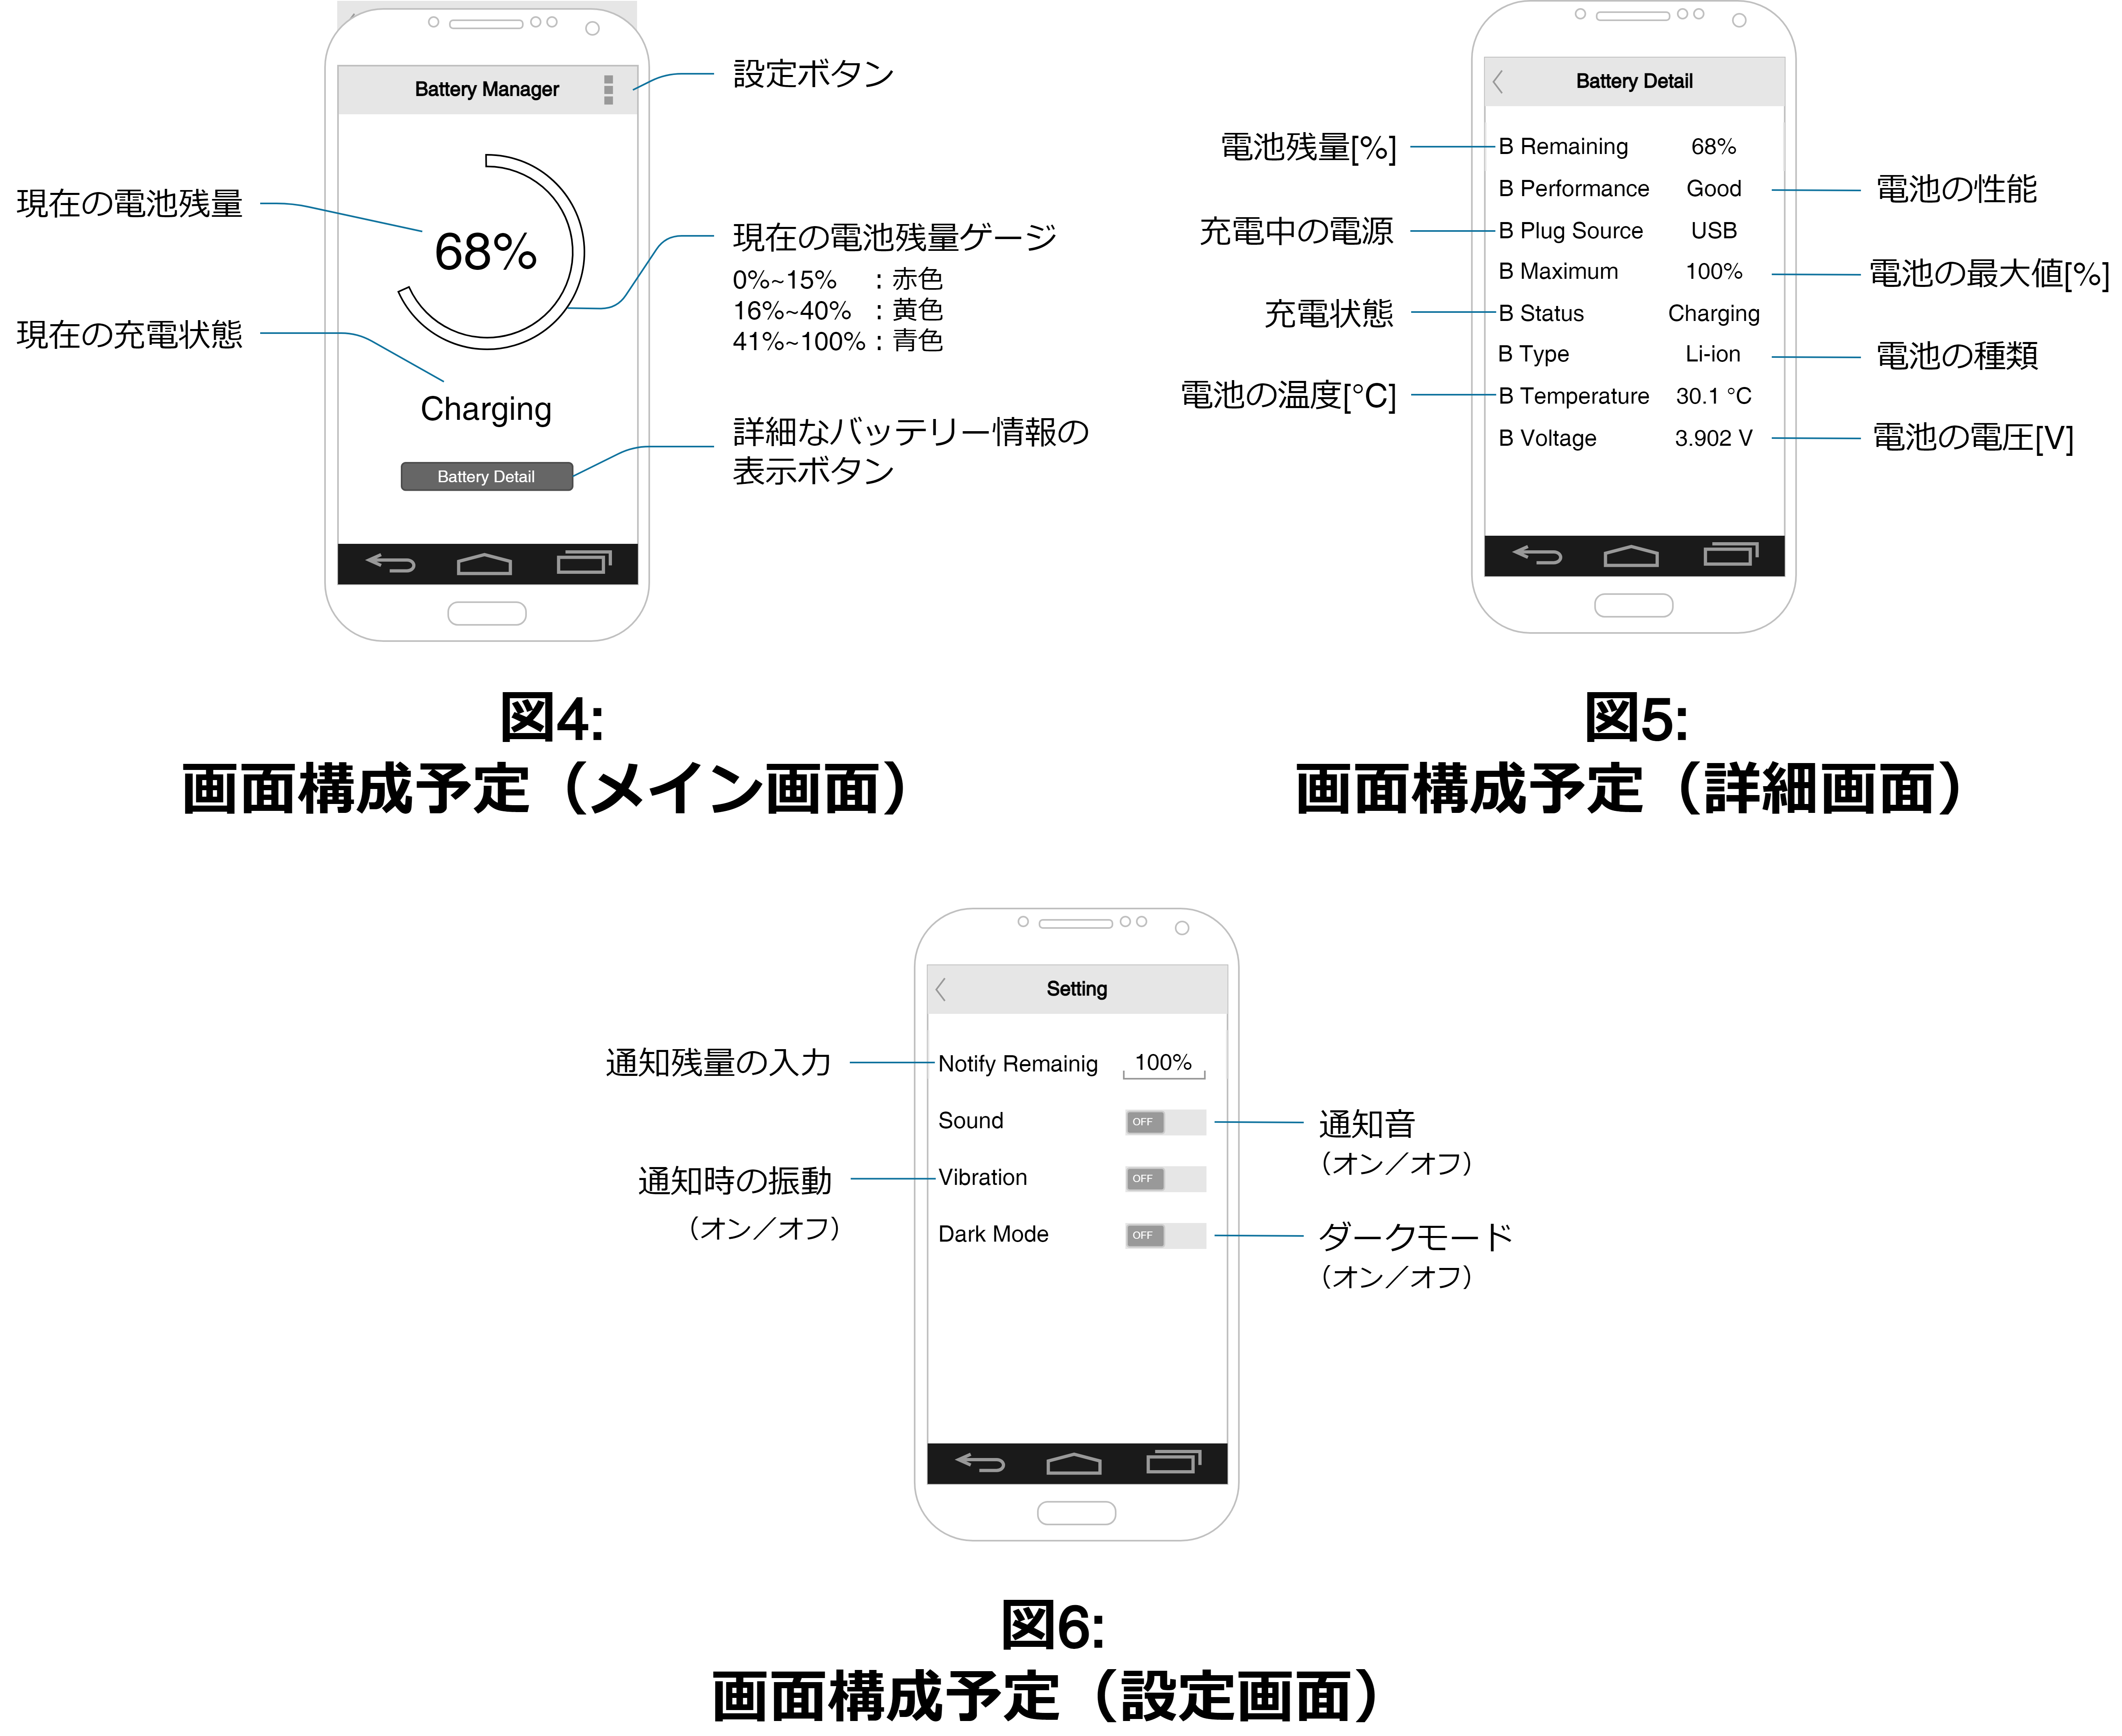 Battery Manager
設定ボタン
現在の電池残量
68%
現在の電池残量ゲージ
0%~15% : 赤色
16%~40% : 黄色
41%~100% : 青色
現在の充電状態
Charging
詳細なバッテリー情報の
表示ボタン
Battery Detail
図4:
画面構成予定（メイン画面）
Battery Detail
電池残量[%]
B Remaining 68%
B Performance Good
電池の性能
充電中の電源
B Plug Source USB
B Maximum 100%
電池の最大値[%]
充電状態
B Status Charging
B Type Li-ion
電池の種類
電池の温度[°C]
B Temperature 30.1 °C
B Voltage 3.902 V
電池の電圧[V]
図5:
画面構成予定（詳細画面）
Setting
通知残量の入力
Notify Remainig 100%
Sound OFF
通知音
（オン／オフ）
通知時の振動
（オン／オフ）
Vibration OFF
Dark Mode OFF
ダークモード
（オン／オフ）
図6:
画面構成予定（設定画面）